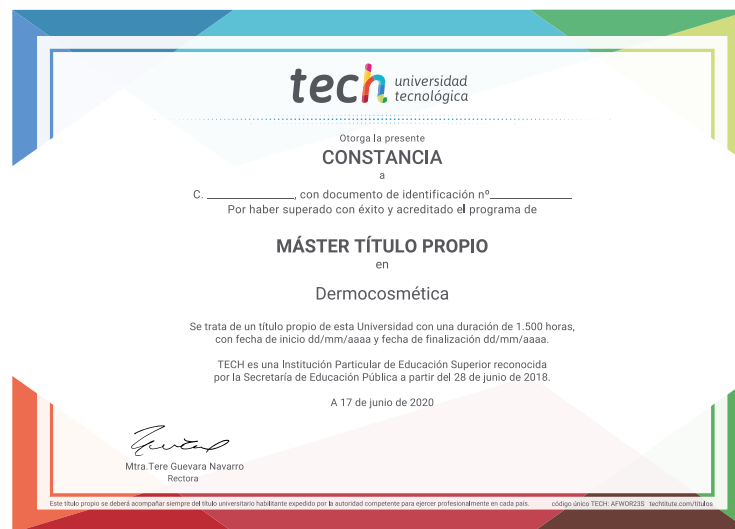 tech universidad
tecnológica
Otorga la presente
CONSTANCIA
a
C. ________________, con documento de identificación nº______________
Por haber superado con éxito y acreditado el programa de
MÁSTER TÍTULO PROPIO
en
Dermocosmética
Se trata de un título propio de esta Universidad con una duración de 1.500 horas,
con fecha de inicio dd/mm/aaaa y fecha de finalización dd/mm/aaaa.
TECH es una Institución Particular de Educación Superior reconocida
por la Secretaría de Educación Pública a partir del 28 de junio de 2018.
A 17 de junio de 2020
Mtra.Tere Guevara Navarro
Rectora
Este título propio se deberá acompañar siempre del título universitario habilitante expedido por la autoridad competente para ejercer profesionalmente en cada país. código único TECH: AFWOR23S techtitute.com/títulos